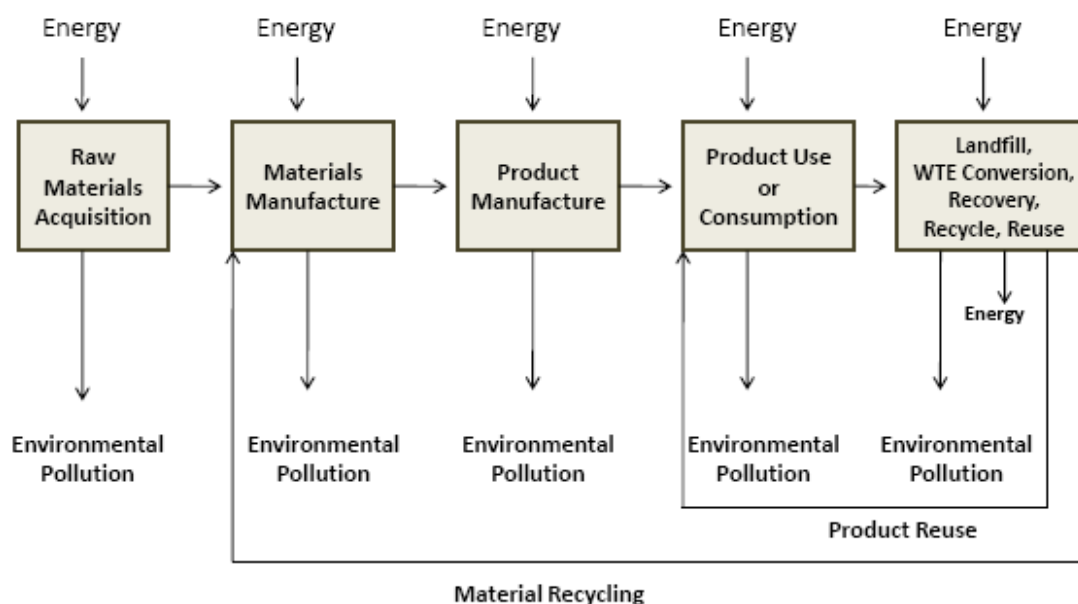 Energy
Energy
Energy
Energy
Energy
Raw
Materials
Acquisition
Materials
Manufacture
Product
Manufacture
Product Use
or
Consumption
Landfill,
WTE Conversion,
Recovery,
Recycle, Reuse
Energy
Environmental
Pollution
Environmental
Pollution
Environmental
Pollution
Environmental
Pollution
Environmental
Pollution
Product Reuse
Material Recycling